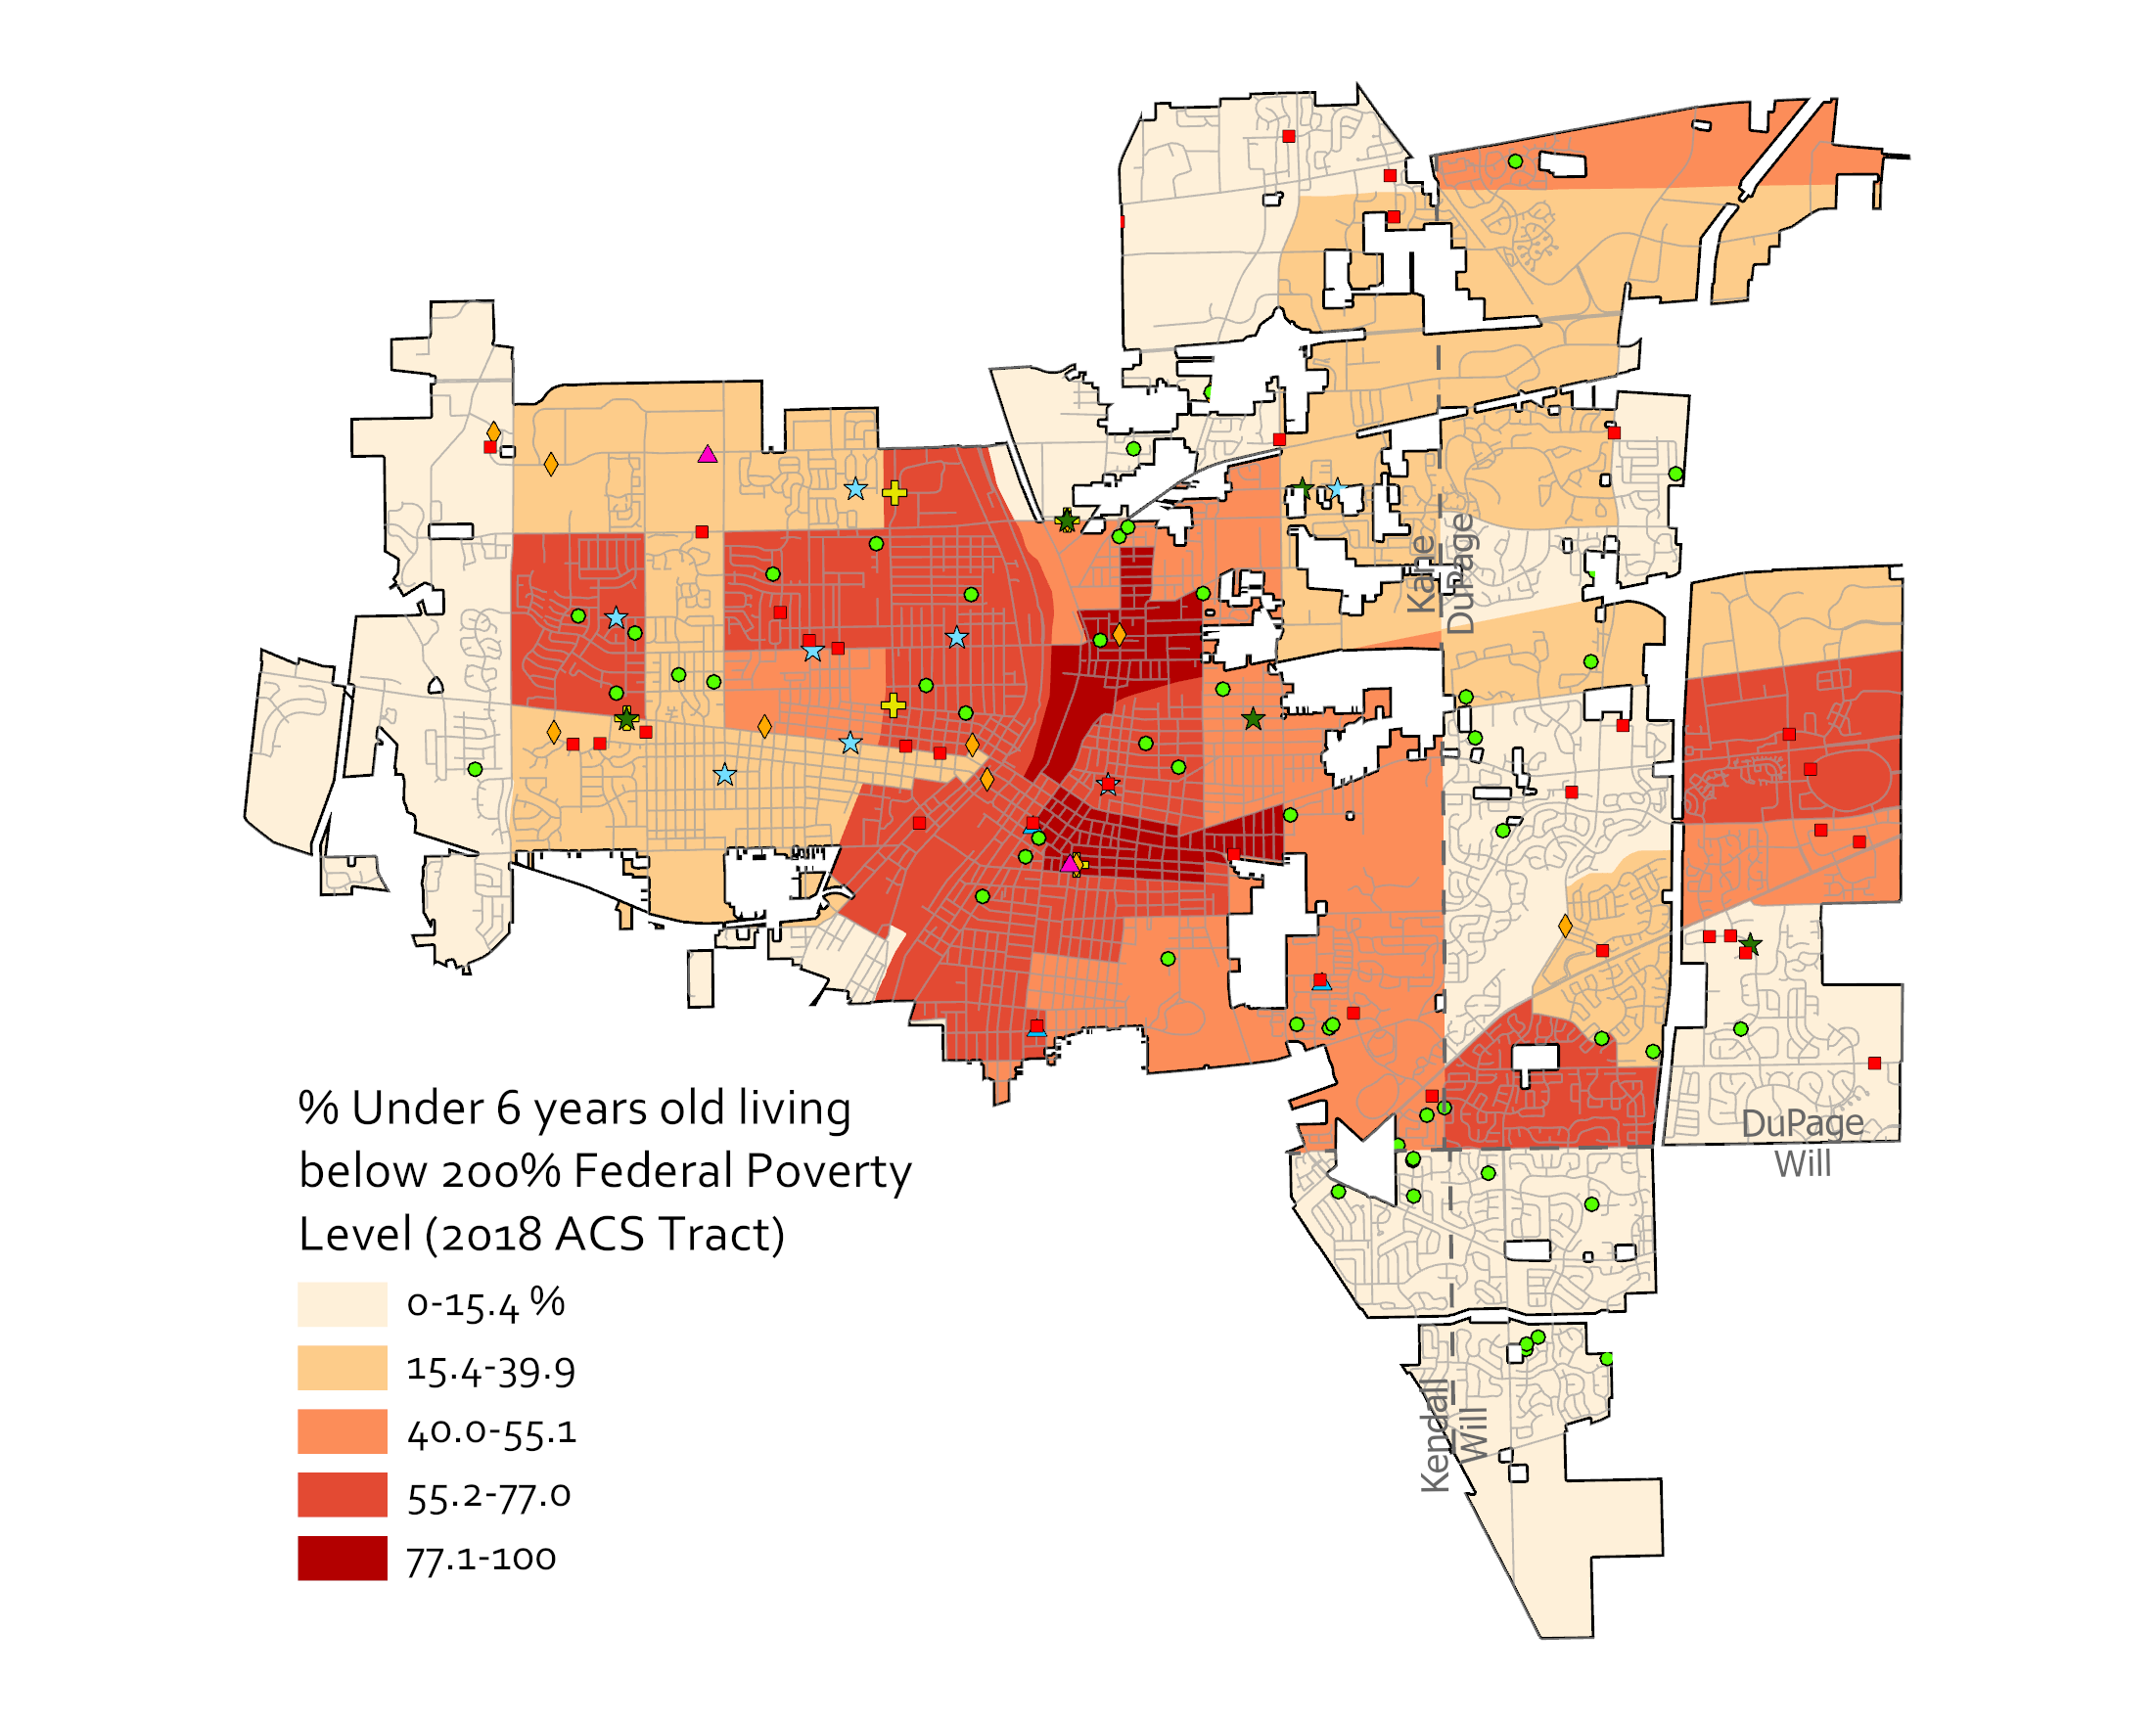 Kane
DuPage
% Under 6 years old living
below 200% Federal Poverty
Level (2018 ACS Tract)
0-15.4 %
15.4-39.9
40.0-55.1
55.2-77.0
77.1-100
DuPage
Will
Kendall
Will